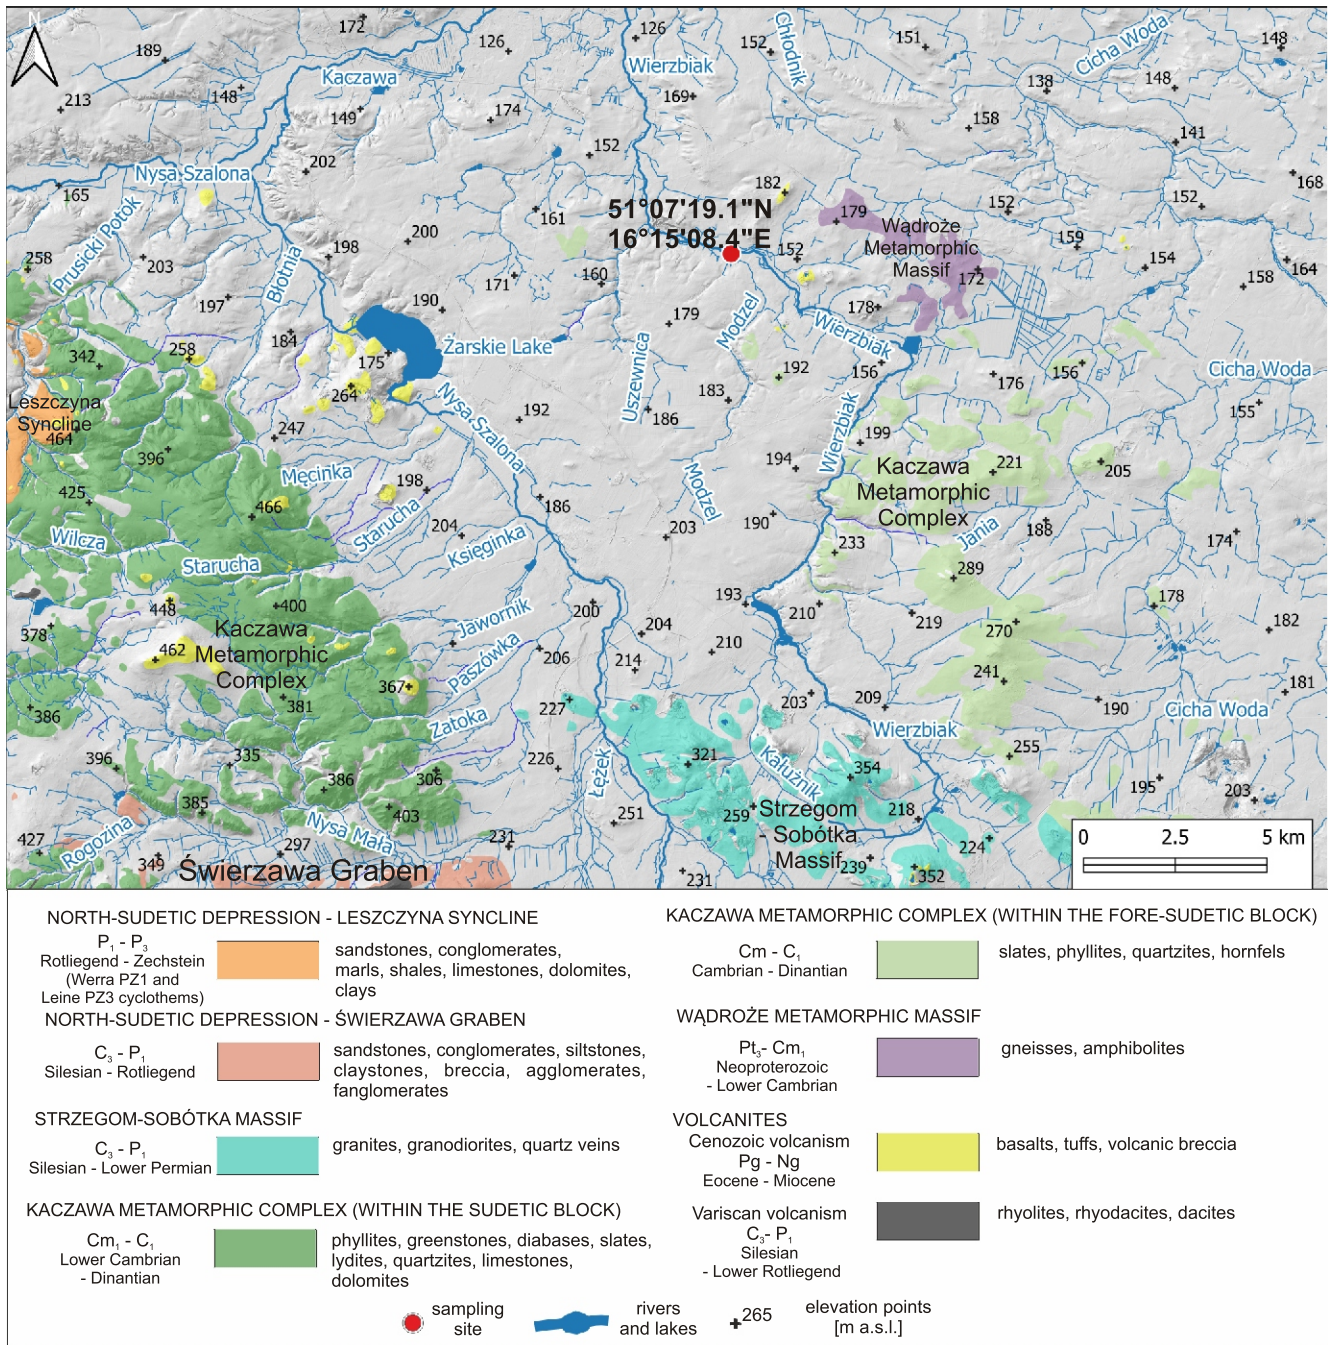 N
172
126
126
152
Chłodnik
151
Cicha Woda
148
189
Kaczawa
Wierzbiak
213
148
149
174
169
138
148
158
141
202
152
Nysa Szalona
165
182
168
Prusicki Potok
161
51°07'19.1"N
16°15'08.4"E
179
152
152
Wądroże
Metamorphic
Massif
198
200
159
258
203
Błotnia
171
160
152
154
164
172
158
197
190
179
Modzel
178
Wierzbiak
184
Żarskie Lake
342
258
175
Uszewnica
192
156
176
156
Cicha Woda
264
Nysa Szalona
183
Leszczyna
Syncline
464
192
186
Wierzbiak
155
247
199
396
Męcinka
194
Kaczawa
Metamorphic
Complex
221
205
425
198
Modzel
466
186
190
Wilcza
Starucha
204
203
Jania
188
174
Księginka
233
Starucha
289
448
400
200
193
210
178
378
Kaczawa
Metamorphic
Complex
Jawornik
204
219
270
182
462
Paszówka
206
210
214
241
367
181
386
381
227
203
209
190
Cicha Woda
Zatoka
Wierzbiak
396
335
226
321
Kałużnik
255
386
306
Łeżek
354
195
203
385
403
251
259
Strzegom
- Sobótka
Massif
218
427
Rogozina
Nysa Mała
231
224
349
297
239
Świerzawa Graben
231
352
0 2.5 5 km
NORTH-SUDETIC DEPRESSION - LESZCZYNA SYNCLINE
P1 - P3
Rotliegend - Zechstein
(Werra PZ1 and
Leine PZ3 cyclothems)
sandstones, conglomerates,
marls, shales, limestones, dolomites,
clays
NORTH-SUDETIC DEPRESSION - ŚWIERZAWA GRABEN
C3 - P1
Silesian - Rotliegend
sandstones, conglomerates, siltstones,
claystones, breccia, agglomerates,
fanglomerates
STRZEGOM-SOBÓTKA MASSIF
C3 - P1
Silesian - Lower Permian
granites, granodiorites, quartz veins
KACZAWA METAMORPHIC COMPLEX (WITHIN THE SUDETIC BLOCK)
Cm1 - C1
Lower Cambrian
- Dinantian
phyllites, greenstones, diabases, slates,
lydites, quartzites, limestones,
dolomites
KACZAWA METAMORPHIC COMPLEX (WITHIN THE FORE-SUDETIC BLOCK)
Cm - C1
Cambrian - Dinantian
slates, phyllites, quartzites, hornfels
WĄDROŻE METAMORPHIC MASSIF
Pt3- Cm1
Neoproterozoic
- Lower Cambrian
gneisses, amphibolites
VOLCANITES
Cenozoic volcanism
Pg - Ng
Eocene - Miocene
basalts, tuffs, volcanic breccia
Variscan volcanism
C3- P1
Silesian
- Lower Rotliegend
rhyolites, rhyodacites, dacites
sampling
site
rivers
and lakes
265
elevation points
[m a.s.l.]